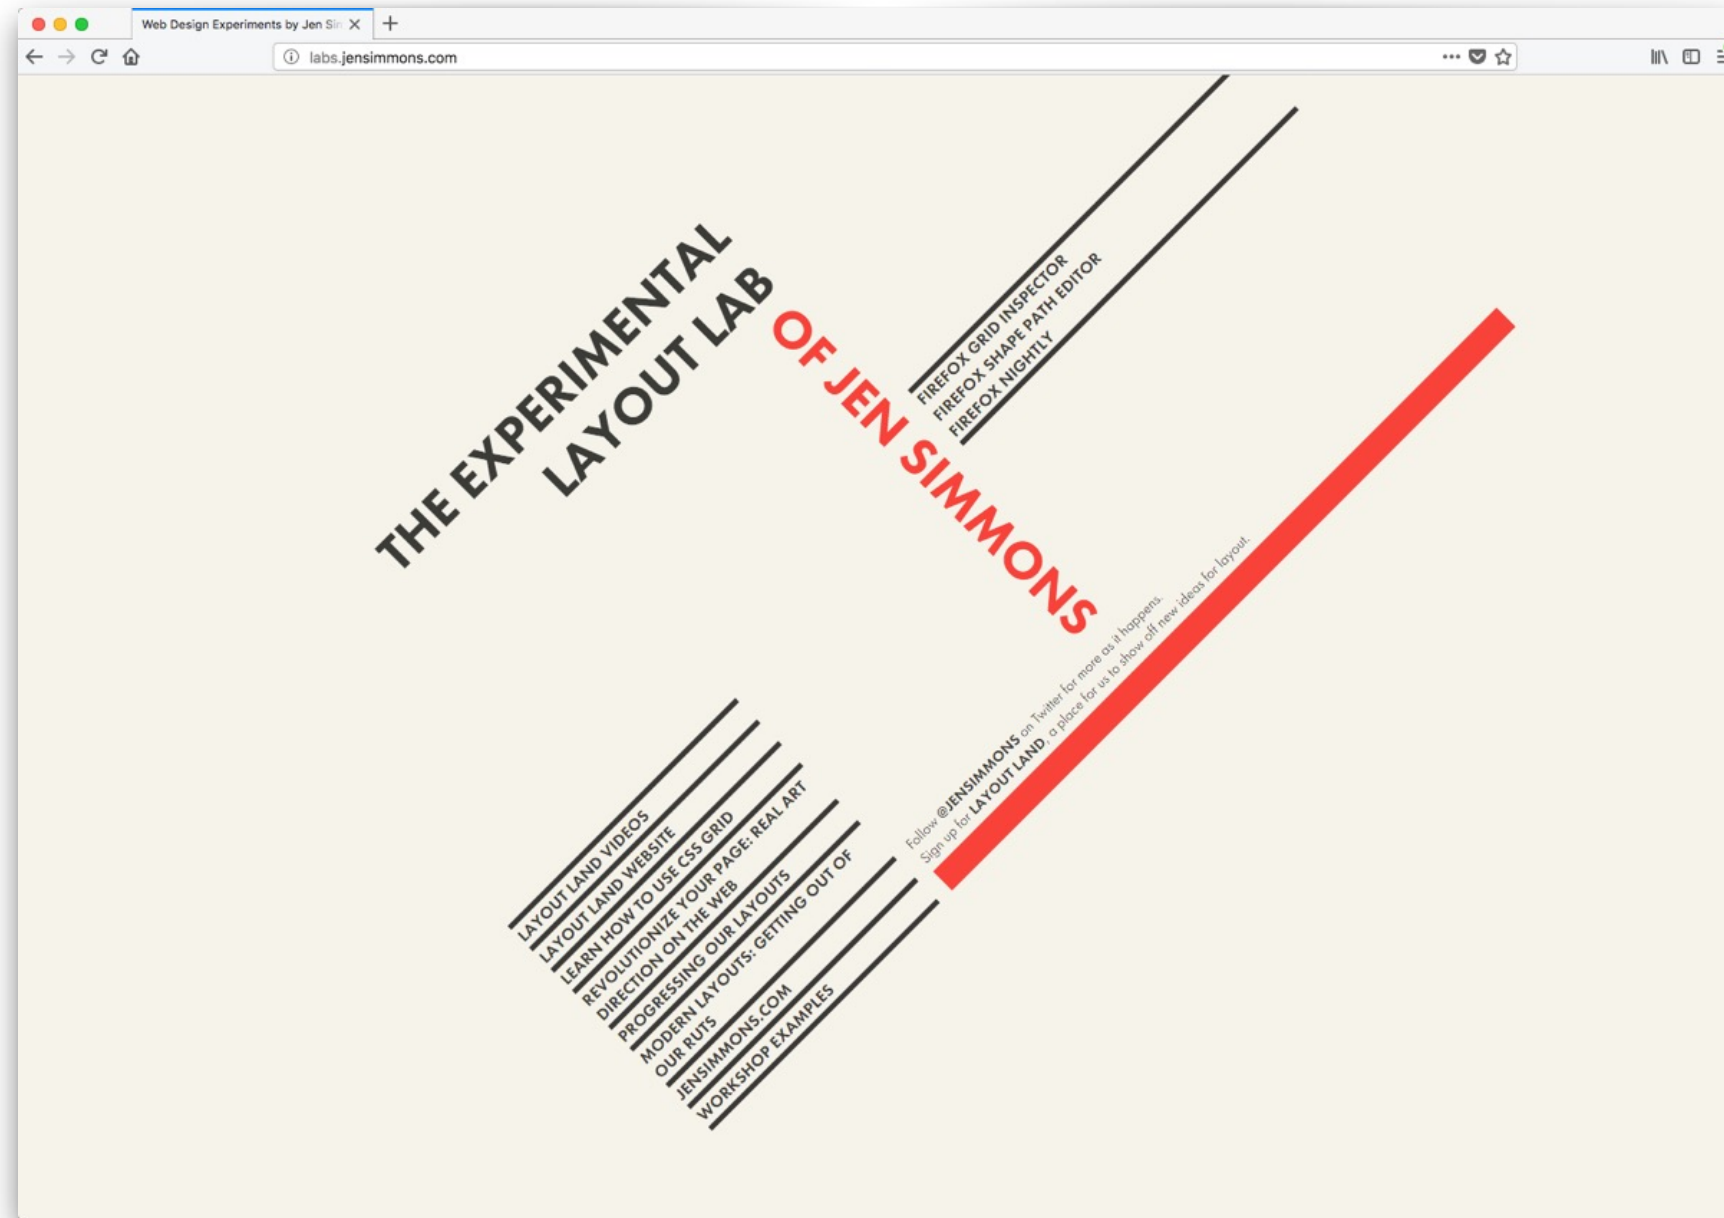 Web Design Experiments by Jen Sim
labs.jensimmons.com
THE EXPERIMENTAL
LAYOUT LAB
OF JEN SIMMONS
FIREFOX GRID INSPECTOR
FIREFOX SHAPE PATH EDITOR
FIREFOX NIGHTLY
Follow @JENSIMMONS on Twitter for more as it happens.
Sign up for LAYOUT LAND, a place for us to show off new ideas for layout.
LAYOUT LAND VIDEOS
LAYOUT LAND WEBSITE
LEARN HOW TO USE CSS GRID
REVOLUTIONIZE YOUR PAGE: REAL ART
DIRECTION ON THE WEB
PROGRESSING OUR LAYOUTS
MODERN LAYOUTS: GETTING OUT OF
OUR RUTS
JENSIMMONS.COM
WORKSHOP EXAMPLES